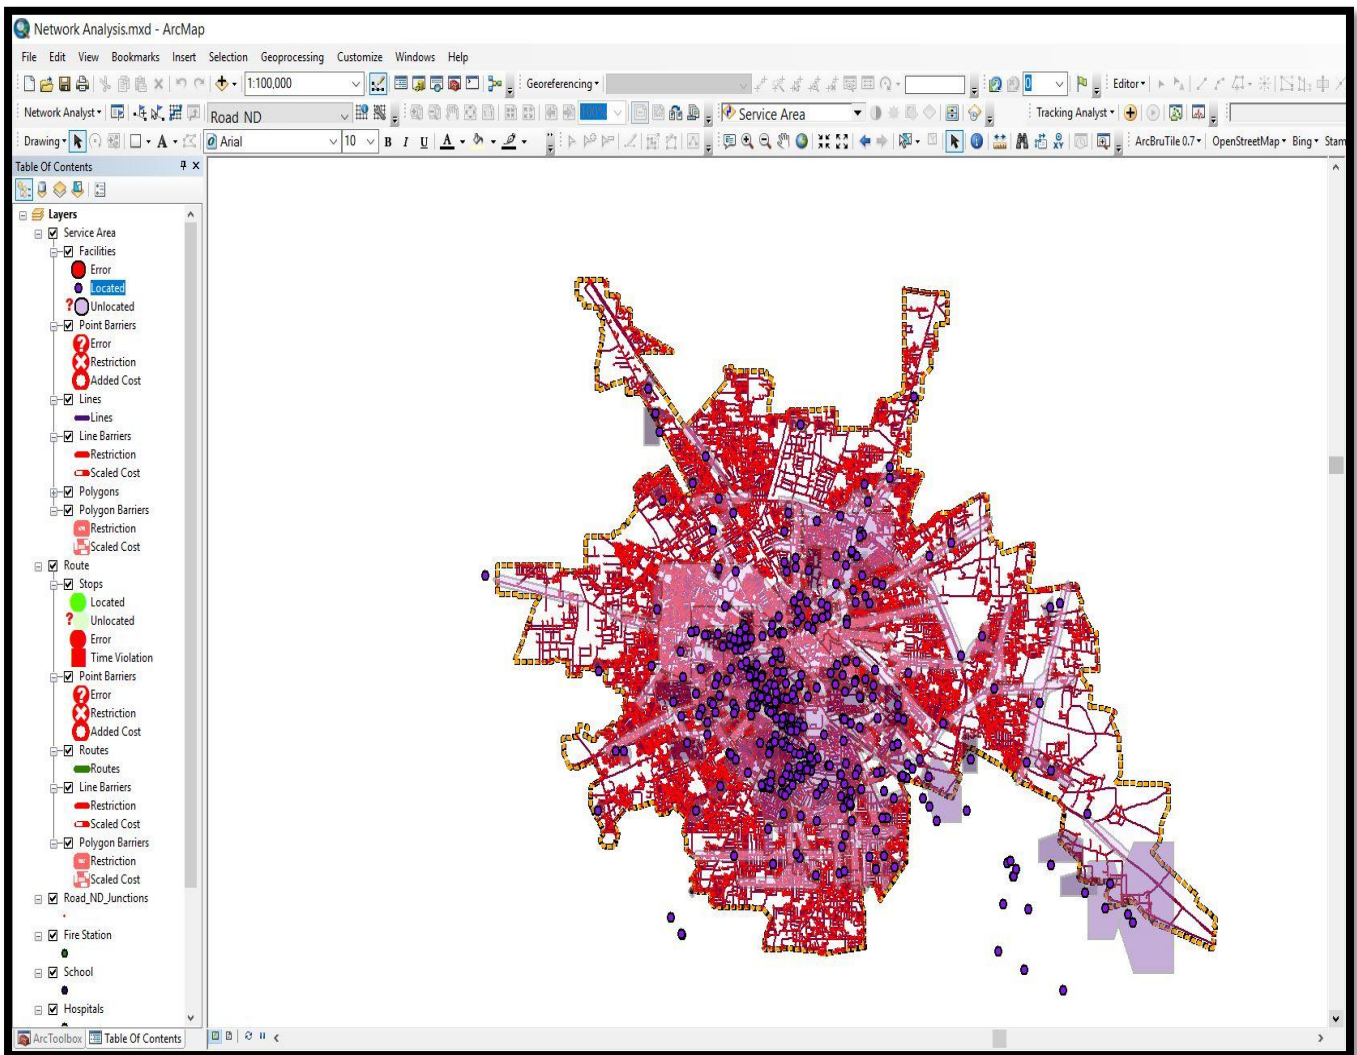 Network Analysis.mxd - ArcMap
File Edit View Bookmarks Insert Selection Geoprocessing Customize Windows Help
1:100,000 Georeferencing 0 Editor
Network Analyst Road ND Service Area Tracking Analyst
Drawing A Arial 10 B I U A ArcBruTile 0.7 OpenStreetMap Bing Stam
Table Of Contents
Layers
Service Area
Facilities
Error
Located
? Unlocated
Point Barriers
? Error
Restriction
Added Cost
Lines
Lines
Line Barriers
Restriction
Scaled Cost
Polygons
Polygon Barriers
Restriction
Scaled Cost
Route
Stops
Located
? Unlocated
Error
Time Violation
Point Barriers
? Error
Restriction
Added Cost
Routes
Routes
Line Barriers
Restriction
Scaled Cost
Polygon Barriers
Restriction
Scaled Cost
Road_ND_Junctions
Fire Station
School
Hospitals
ArcToolbox Table Of Contents